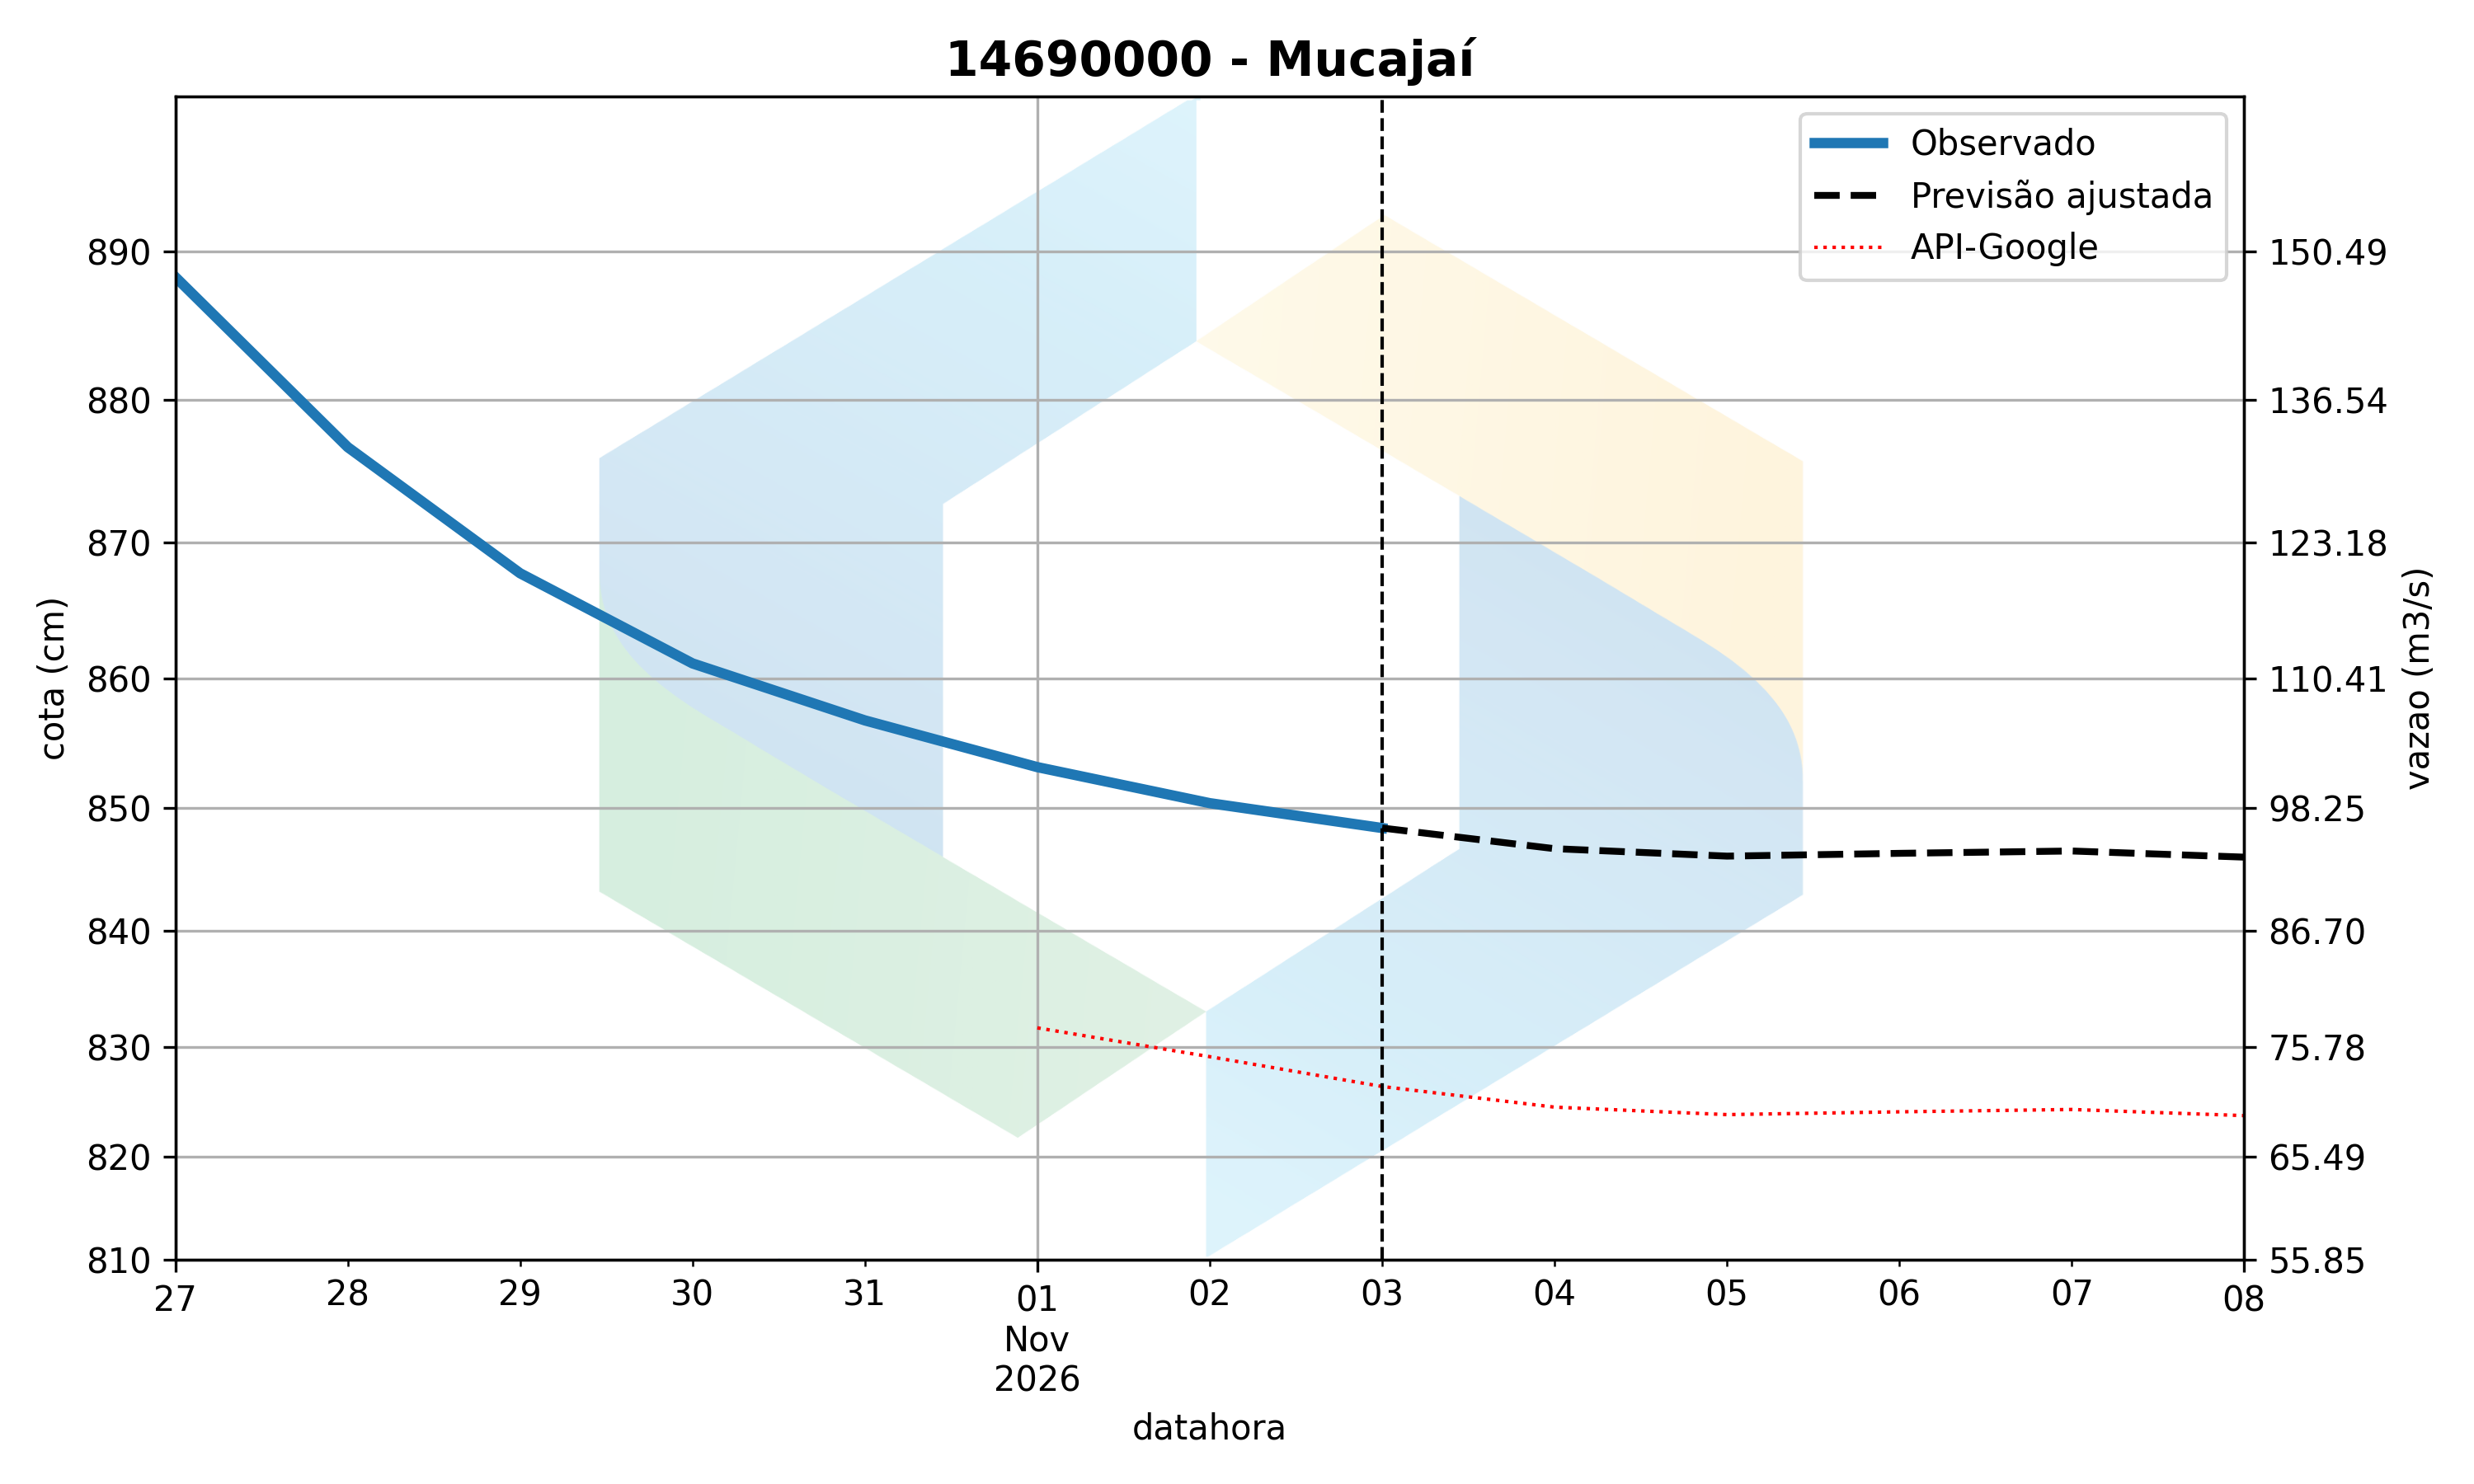 14690000 - Mucajaí
Observado
Previsão ajustada
API-Google
cota (cm)
890
880
870
860
850
840
830
820
810
150.49
136.54
123.18
110.41
98.25
86.70
75.78
65.49
55.85
vazao (m3/s)
27 28 29 30 31 01 02 03 04 05 06 07 08
Nov
2026
datahora